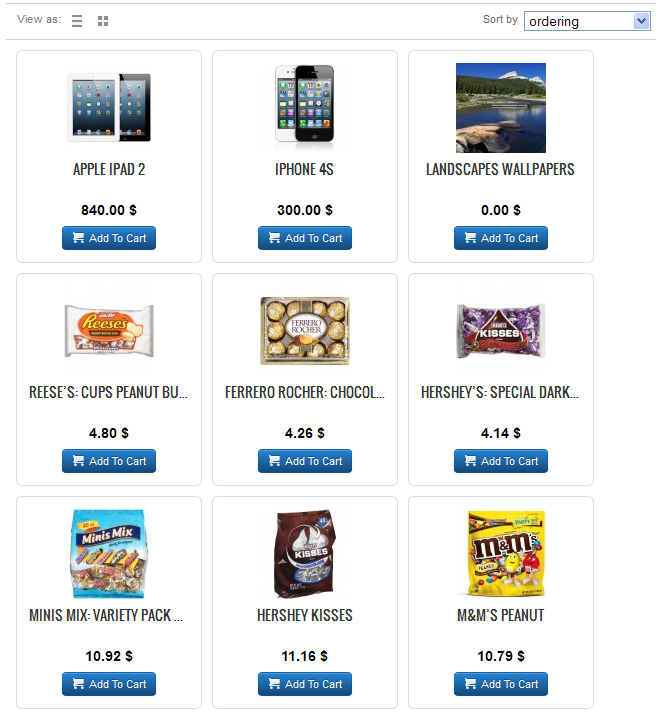 View as:
Sort by ordering
APPLE IPAD 2
IPHONE 4S
LANDSCAPES WALLPAPERS
840.00 $
300.00 $
0.00 $
Add To Cart
Add To Cart
Add To Cart
Reese's
FERRERO
ROCHER
KISSES
REESE'S: CUPS PEANUT BU...
FERRERO ROCHER: CHOCOL...
HERSHEY'S: SPECIAL DARK...
4.80 $
4.26 $
4.14 $
Add To Cart
Add To Cart
Add To Cart
Minis Mix
KISSES
m&m's
PEANUT
MINIS MIX: VARIETY PACK ...
HERSHEY KISSES
M&M'S PEANUT
10.92 $
11.16 $
10.79 $
Add To Cart
Add To Cart
Add To Cart